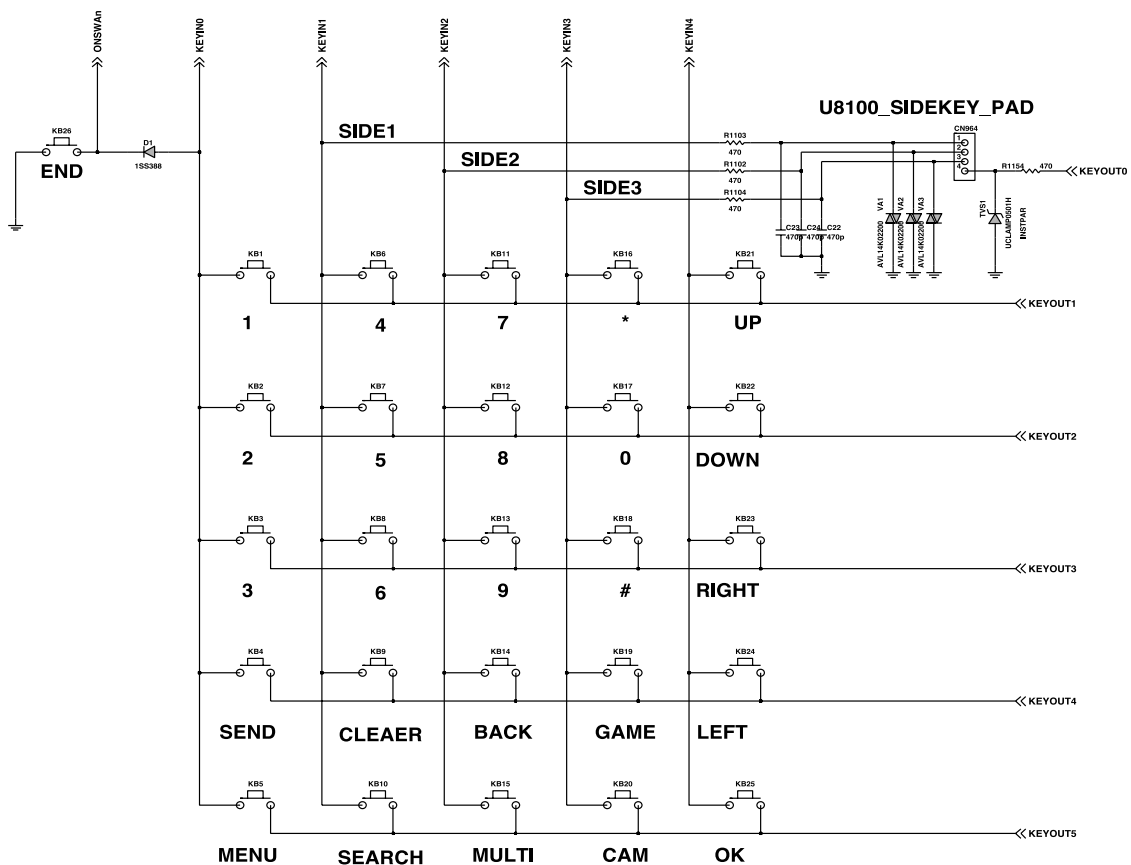 ONSWAn
KEYIN0
KEYIN1
KEYIN2
KEYIN3
KEYIN4
U8100_SIDEKEY_PAD
KB26
END
D1
1SS388
SIDE1
R1103
470
CN964
1
2
3
4
SIDE2
R1102
470
R1154 470
KEYOUT0
SIDE3
R1104
470
C23 C24 C22
470p 470p 470p
VA1
AVL14K02200
VA2
AVL14K02200
VA3
AVL14K02200
TVS1
UCLAMP0501H
INSTPAR
KB1 KB6 KB11 KB16 KB21
KEYOUT1
1 4 7 * UP
KB2 KB7 KB12 KB17 KB22
KEYOUT2
2 5 8 0 DOWN
KB3 KB8 KB13 KB18 KB23
KEYOUT3
3 6 9 # RIGHT
KB4 KB9 KB14 KB19 KB24
KEYOUT4
SEND CLEAER BACK GAME LEFT
KB5 KB10 KB15 KB20 KB25
KEYOUT5
MENU SEARCH MULTI CAM OK